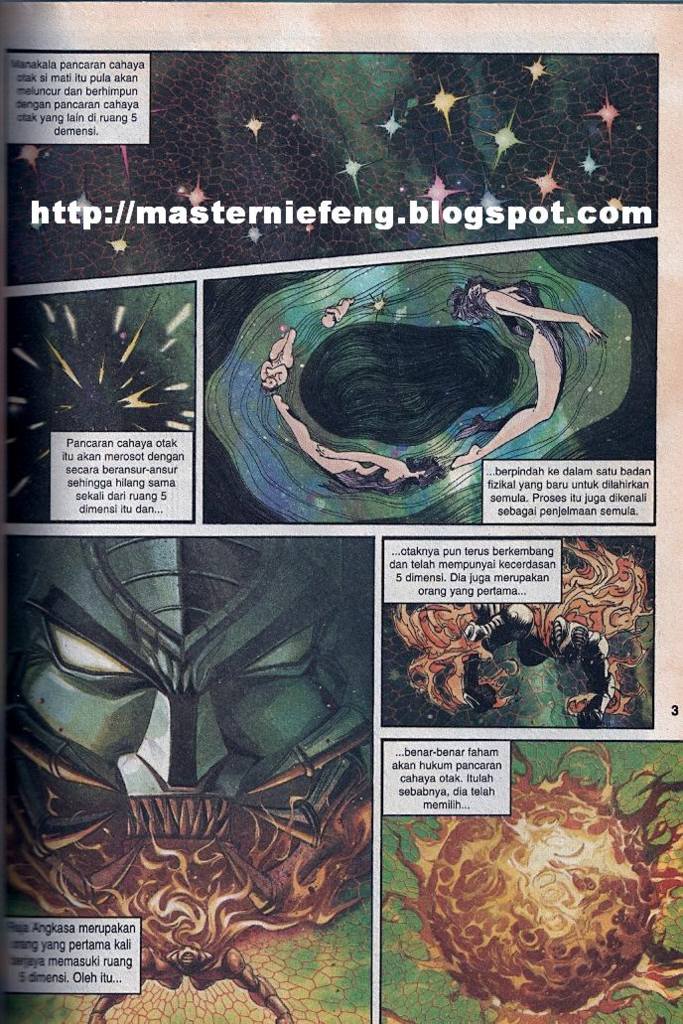 Manakala pancaran cahaya
otak si mati itu pula akan
meluncur dan berhimpun
dengan pancaran cahaya
otak yang lain di ruang 5
demensi.
http://masterniefeng.blogspot.com
Pancaran cahaya otak
itu akan merosot dengan
secara beransur-ansur
sehingga hilang sama
sekali dari ruang 5
dimensi itu dan...
...berpindah ke dalam satu badan
fizikal yang baru untuk dilahirkan
semula. Proses itu juga dikenali
sebagai penjelmaan semula.
Raja Angkasa merupakan
orang yang pertama kali
berjaya memasuki ruang
5 dimensi. Oleh itu...
...otaknya pun terus berkembang
dan telah mempunyai kecerdasan
5 dimensi. Dia juga merupakan
orang yang pertama...
3
...benar-benar faham
akan hukum pancaran
cahaya otak. Itulah
sebabnya, dia telah
memilih...